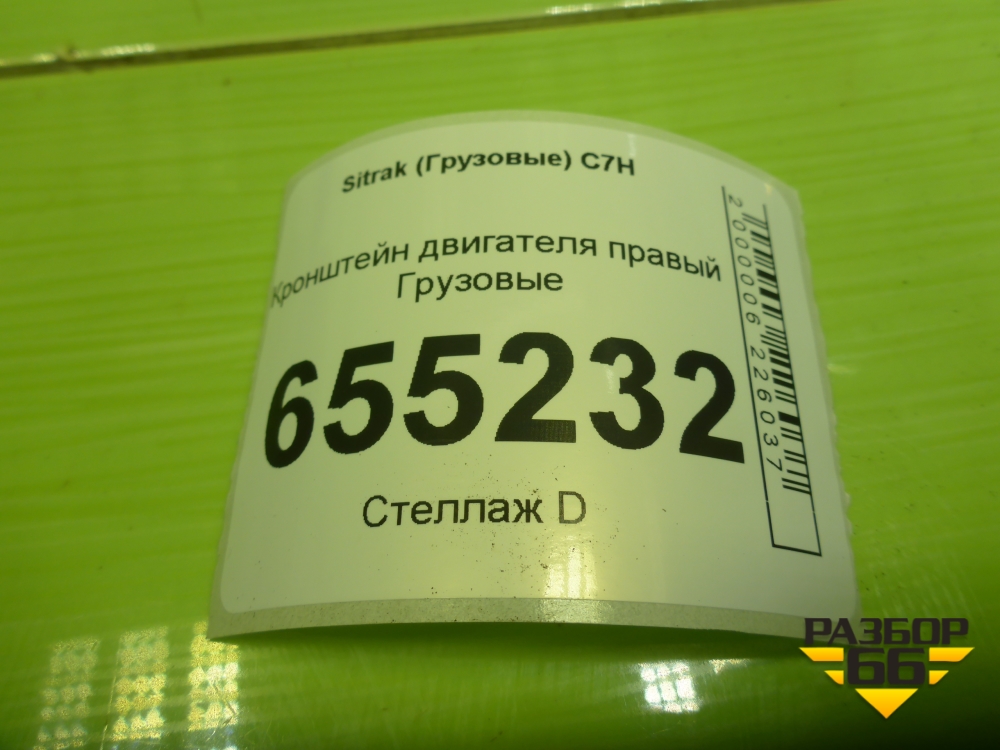 Sitrak (Грузовые) C7H
Кронштейн двигателя правый
Грузовые
655232
Стеллаж D
2000006226037
РАЗБОР
66